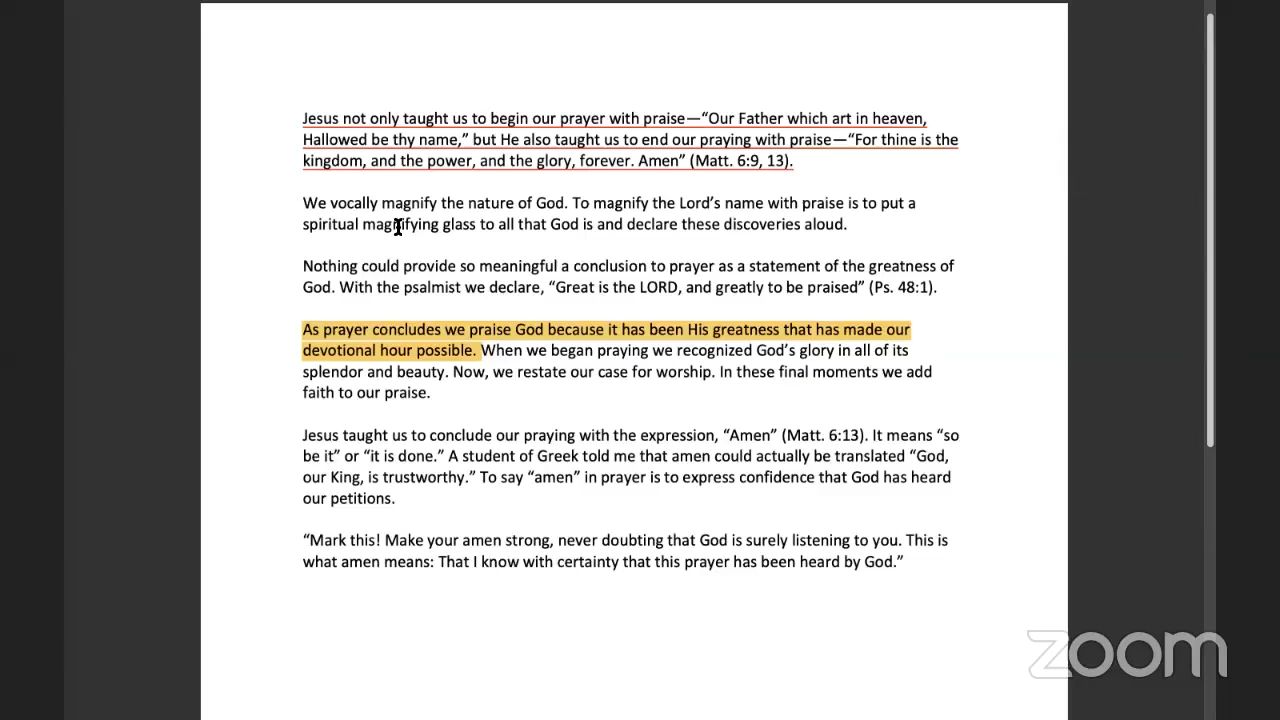 Jesus not only taught us to begin our prayer with praise—“Our Father which art in heaven,
Hallowed be thy name,” but He also taught us to end our praying with praise—“For thine is the
kingdom, and the power, and the glory, forever. Amen” (Matt. 6:9, 13).
We vocally magnify the nature of God. To magnify the Lord’s name with praise is to put a
spiritual magnifying glass to all that God is and declare these discoveries aloud.
Nothing could provide so meaningful a conclusion to prayer as a statement of the greatness of
God. With the psalmist we declare, “Great is the LORD, and greatly to be praised” (Ps. 48:1).
As prayer concludes we praise God because it has been His greatness that has made our
devotional hour possible. When we began praying we recognized God’s glory in all of its
splendor and beauty. Now, we restate our case for worship. In these final moments we add
faith to our praise.
Jesus taught us to conclude our praying with the expression, “Amen” (Matt. 6:13). It means “so
be it” or “it is done.” A student of Greek told me that amen could actually be translated “God,
our King, is trustworthy.” To say “amen” in prayer is to express confidence that God has heard
our petitions.
“Mark this! Make your amen strong, never doubting that God is surely listening to you. This is
what amen means: That I know with certainty that this prayer has been heard by God.”
zoom